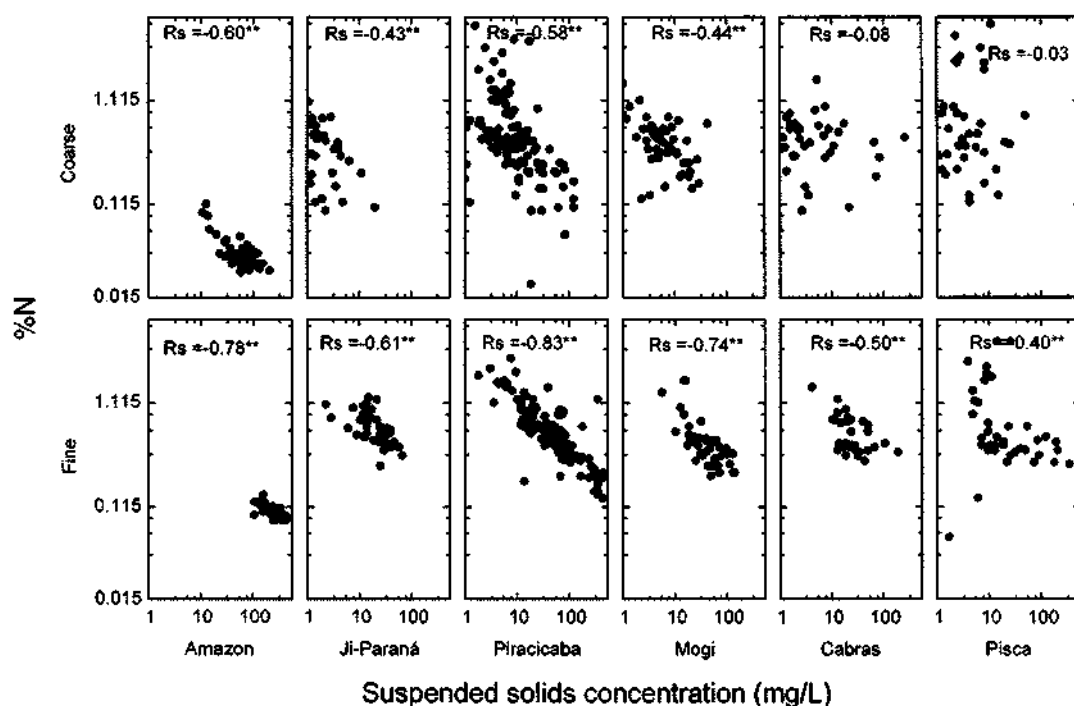 Rs =-0.60** Rs =-0.43** Rs =-0.58** Rs =-0.44** Rs =-0.08 Rs =-0.03
1.115
Coarse
0.115
0.015
%N
Rs =-0.78** Rs =-0.61** Rs =-0.83** Rs =-0.74** Rs =-0.50** Rs =-0.40**
1.115
Fine
0.115
0.015
1 10 100 1 10 100 1 10 100 1 10 100 1 10 100 1 10 100
Amazon Ji-Paraná Piracicaba Mogi Cabras Pisca
Suspended solids concentration (mg/L)